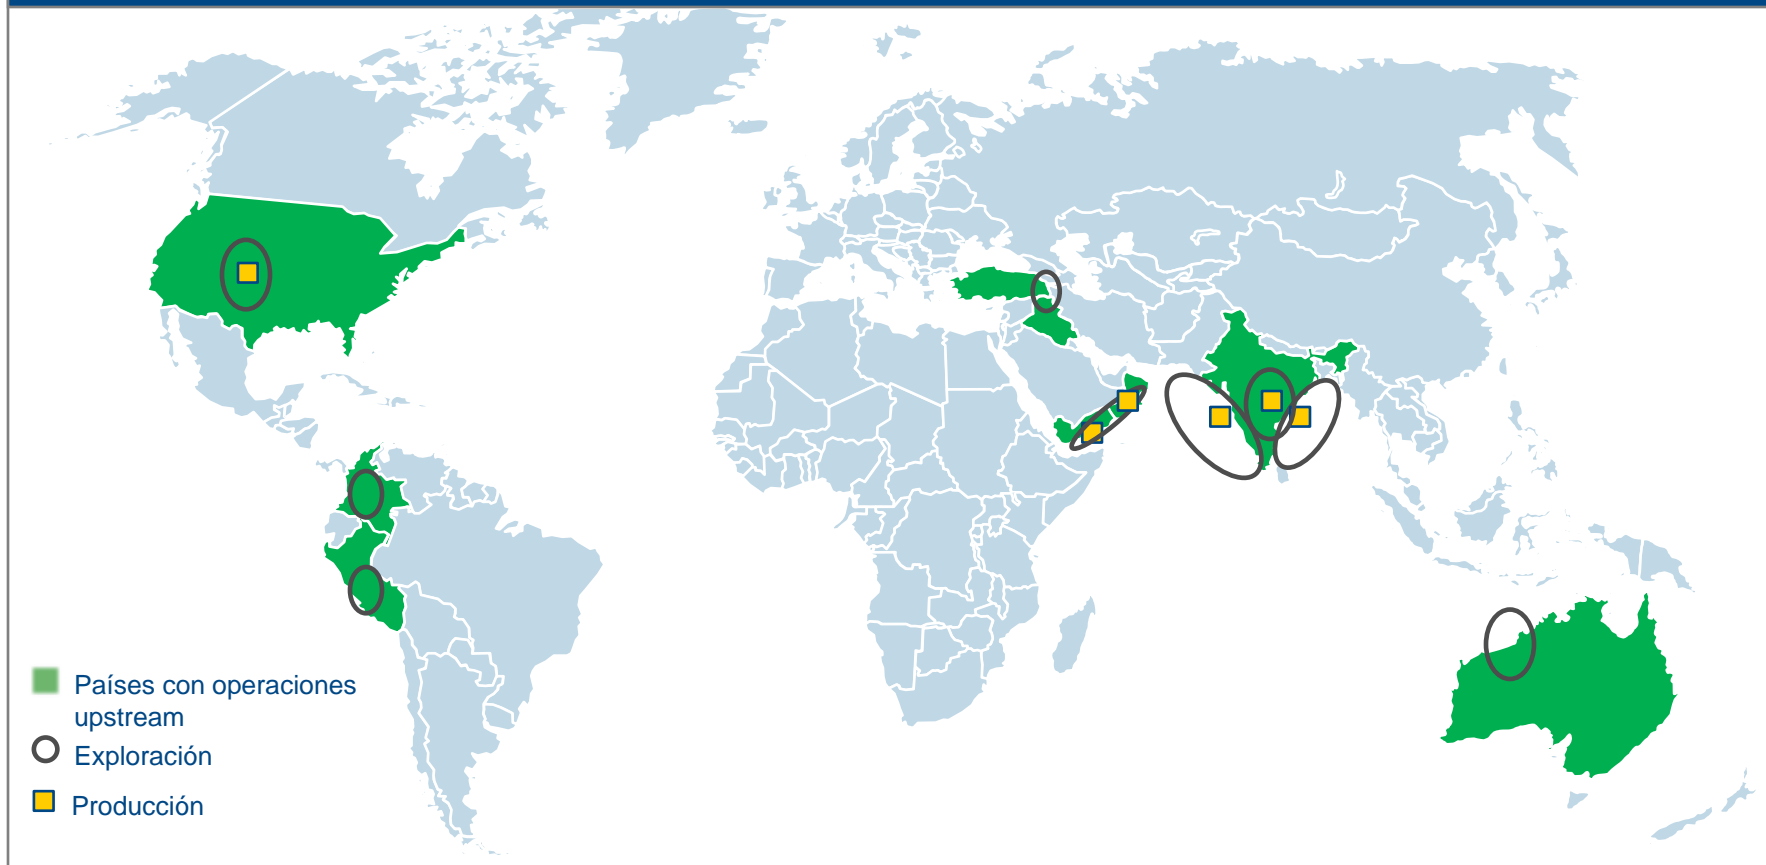 Países con operaciones
upstream
Exploración
Producción